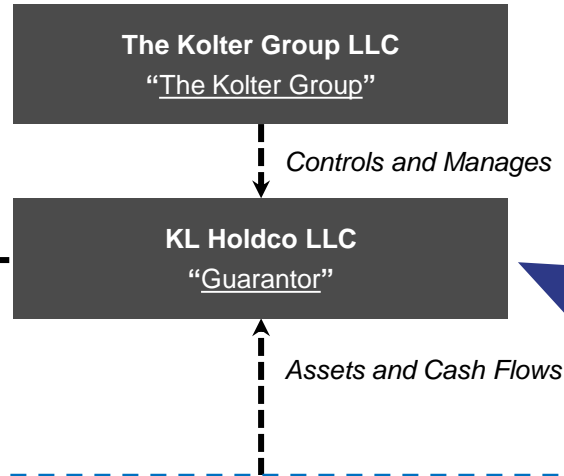 The Kolter Group LLC
“The Kolter Group”
Controls and Manages
KL Holdco LLC
“Guarantor”
Assets and Cash Flows